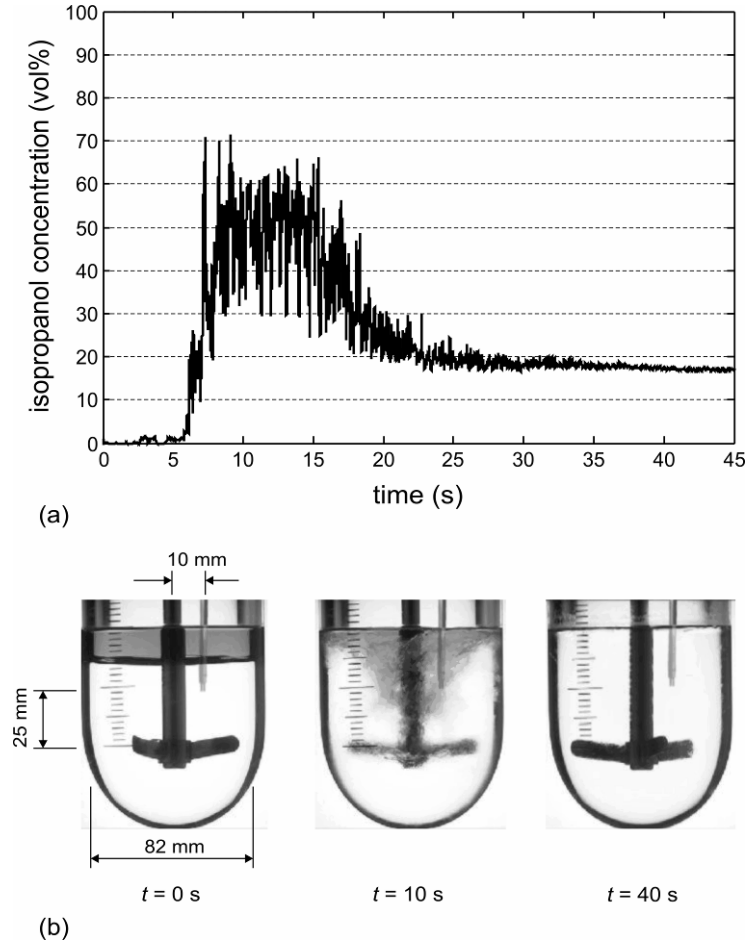 100
90
80
70
60
50
40
30
20
10
0
isopropanol concentration (vol%)
0 5 10 15 20 25 30 35 40 45
time (s)
(a)
10 mm
25 mm
82 mm
t = 0 s t = 10 s t = 40 s
(b)